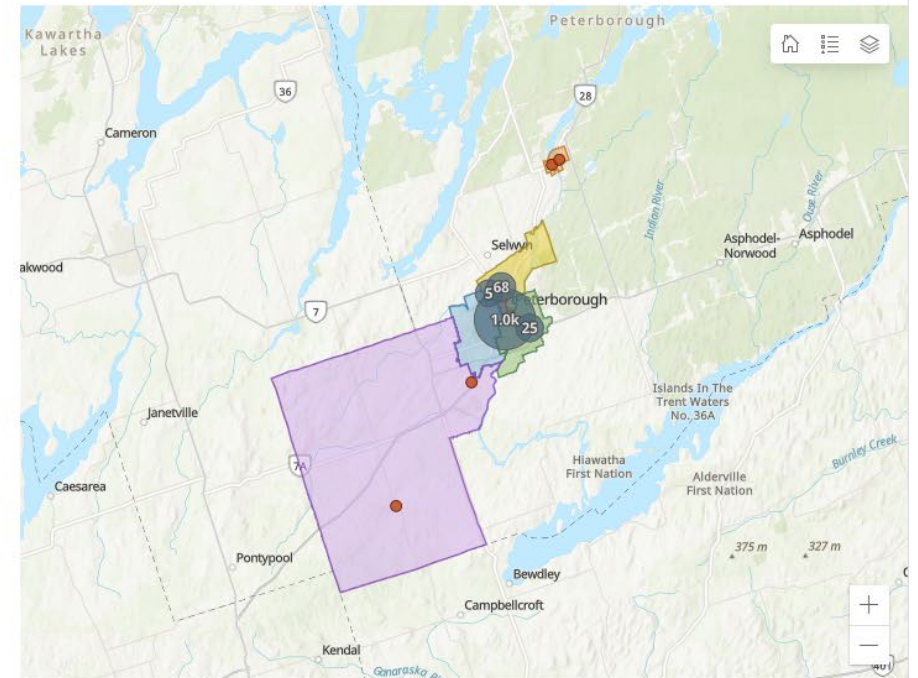 Kawartha
Lakes
Peterborough
36
28
Cameron
Indian River
Ouse River
Selwyn
Asphodel-
Norwood
Asphodel
akwood
7
5
68
Peterborough
1.0k
25
Islands In The
Trent Waters
No. 36A
Janetville
7A
Hiawatha
First Nation
Alderville
First Nation
Burnley Creek
Caesarea
Pontypool
375 m
327 m
Bewdley
Campbellcroft
Kendal
Ganaraska
401